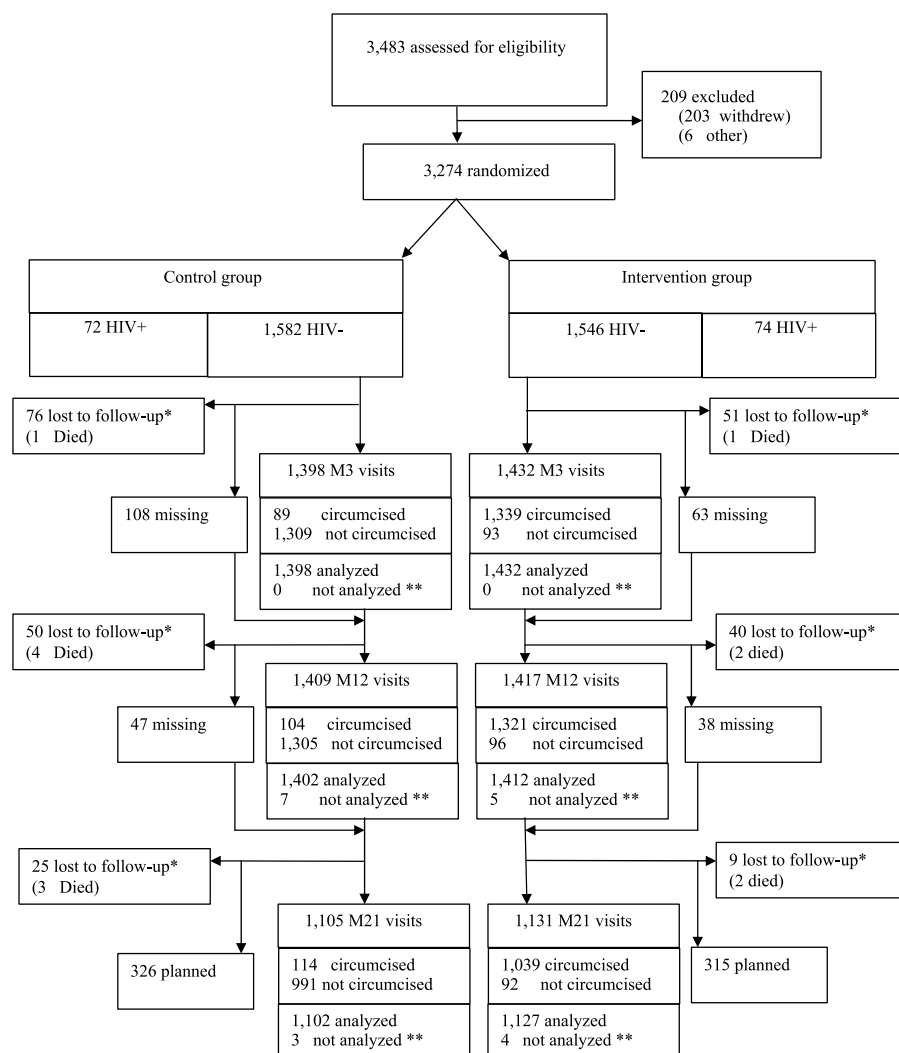 3,483 assessed for eligibility
209 excluded
(203 withdrew)
(6 other)
3,274 randomized
Control group
72 HIV+
1,582 HIV-
Intervention group
1,546 HIV-
74 HIV+
76 lost to follow-up*
(1 Died)
51 lost to follow-up*
(1 Died)
1,398 M3 visits
89 circumcised
1,309 not circumcised
1,398 analyzed
0 not analyzed **
1,432 M3 visits
1,339 circumcised
93 not circumcised
1,432 analyzed
0 not analyzed **
108 missing
63 missing
50 lost to follow-up*
(4 Died)
40 lost to follow-up*
(2 died)
1,409 M12 visits
104 circumcised
1,305 not circumcised
1,402 analyzed
7 not analyzed **
1,417 M12 visits
1,321 circumcised
96 not circumcised
1,412 analyzed
5 not analyzed **
47 missing
38 missing
25 lost to follow-up*
(3 Died)
9 lost to follow-up*
(2 died)
1,105 M21 visits
114 circumcised
991 not circumcised
1,102 analyzed
3 not analyzed **
1,131 M21 visits
1,039 circumcised
92 not circumcised
1,127 analyzed
4 not analyzed **
326 planned
315 planned